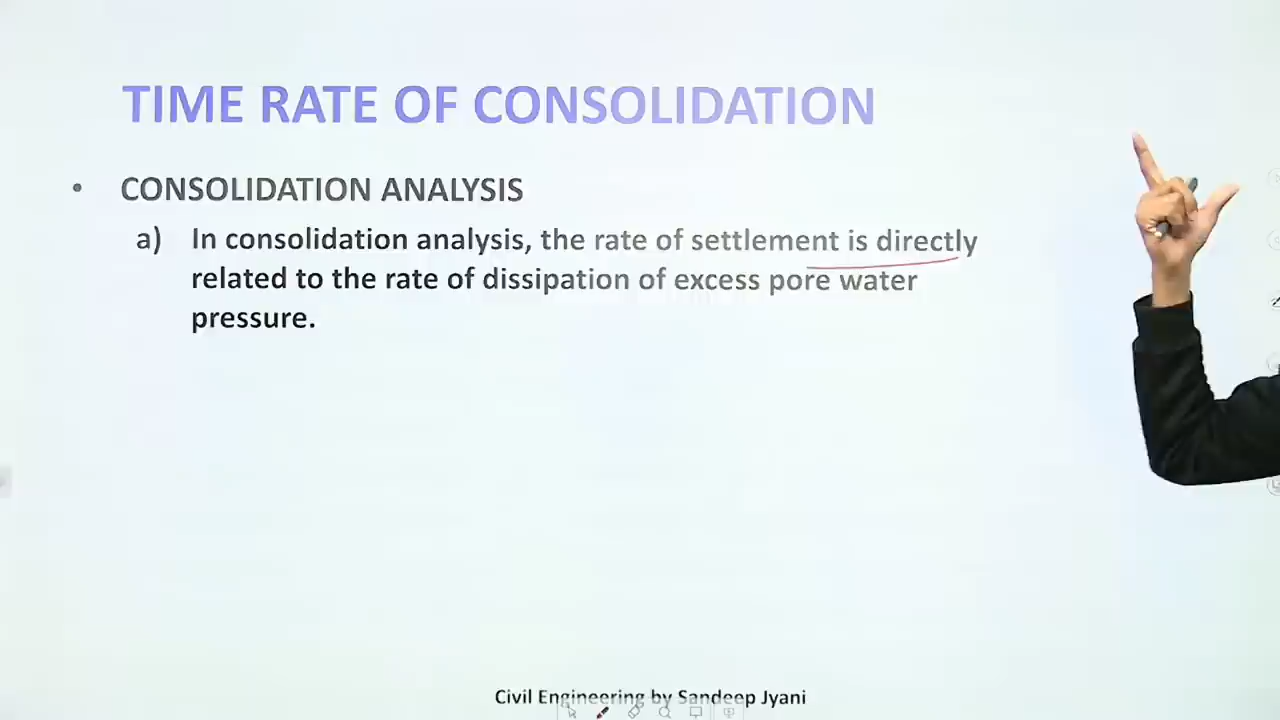 TIME RATE OF CONSOLIDATION
• CONSOLIDATION ANALYSIS
a) In consolidation analysis, the rate of settlement is directly
related to the rate of dissipation of excess pore water
pressure.
Civil Engineering by Sandeep Jyani